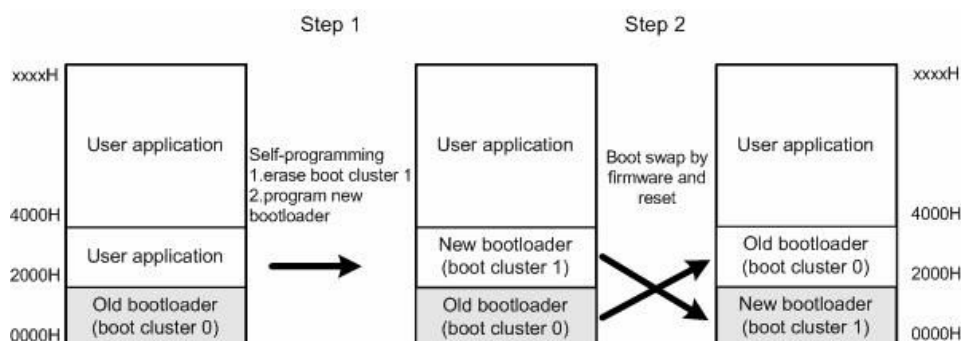 Step 1
Step 2
xxxxH
User application
4000H
User application
2000H
Old bootloader
(boot cluster 0)
0000H
Self-programming
1.erase boot cluster 1
2.program new
bootloader
User application
New bootloader
(boot cluster 1)
Old bootloader
(boot cluster 0)
Boot swap by
firmware and
reset
User application
Old bootloader
(boot cluster 0)
New bootloader
(boot cluster 1)
xxxxH
4000H
2000H
0000H